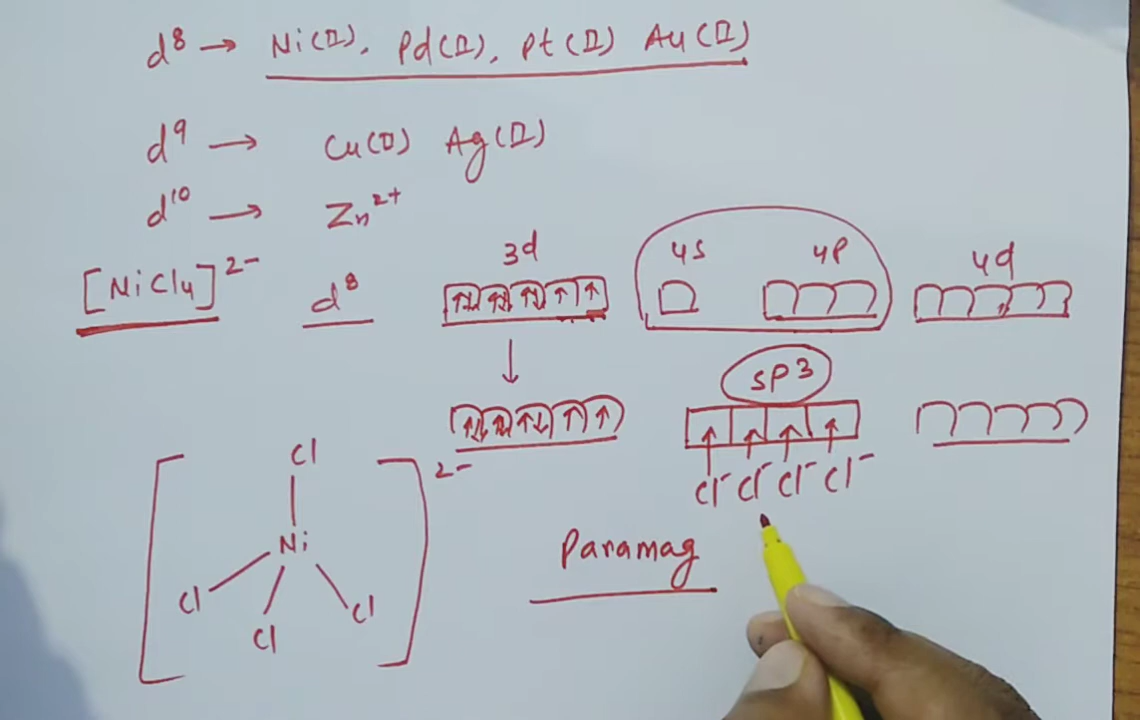 d⁸ → Ni(II), Pd(II), Pt(II) Au(II)
d⁹ → Cu(II) Ag(II)
d¹⁰ → Zn²⁺
3d 4s 4p 4d
[NiCl4]²⁻ d⁸ ↑↓ ↑↓ ↑↓ ↑ ↑
sp3
↑↓ ↑↓ ↑↓ ↑ ↑ ↑ ↑ ↑ ↑
Cl⁻ Cl⁻ Cl⁻ Cl⁻
Cl 2-
Ni
Paramag
Cl Cl
Cl